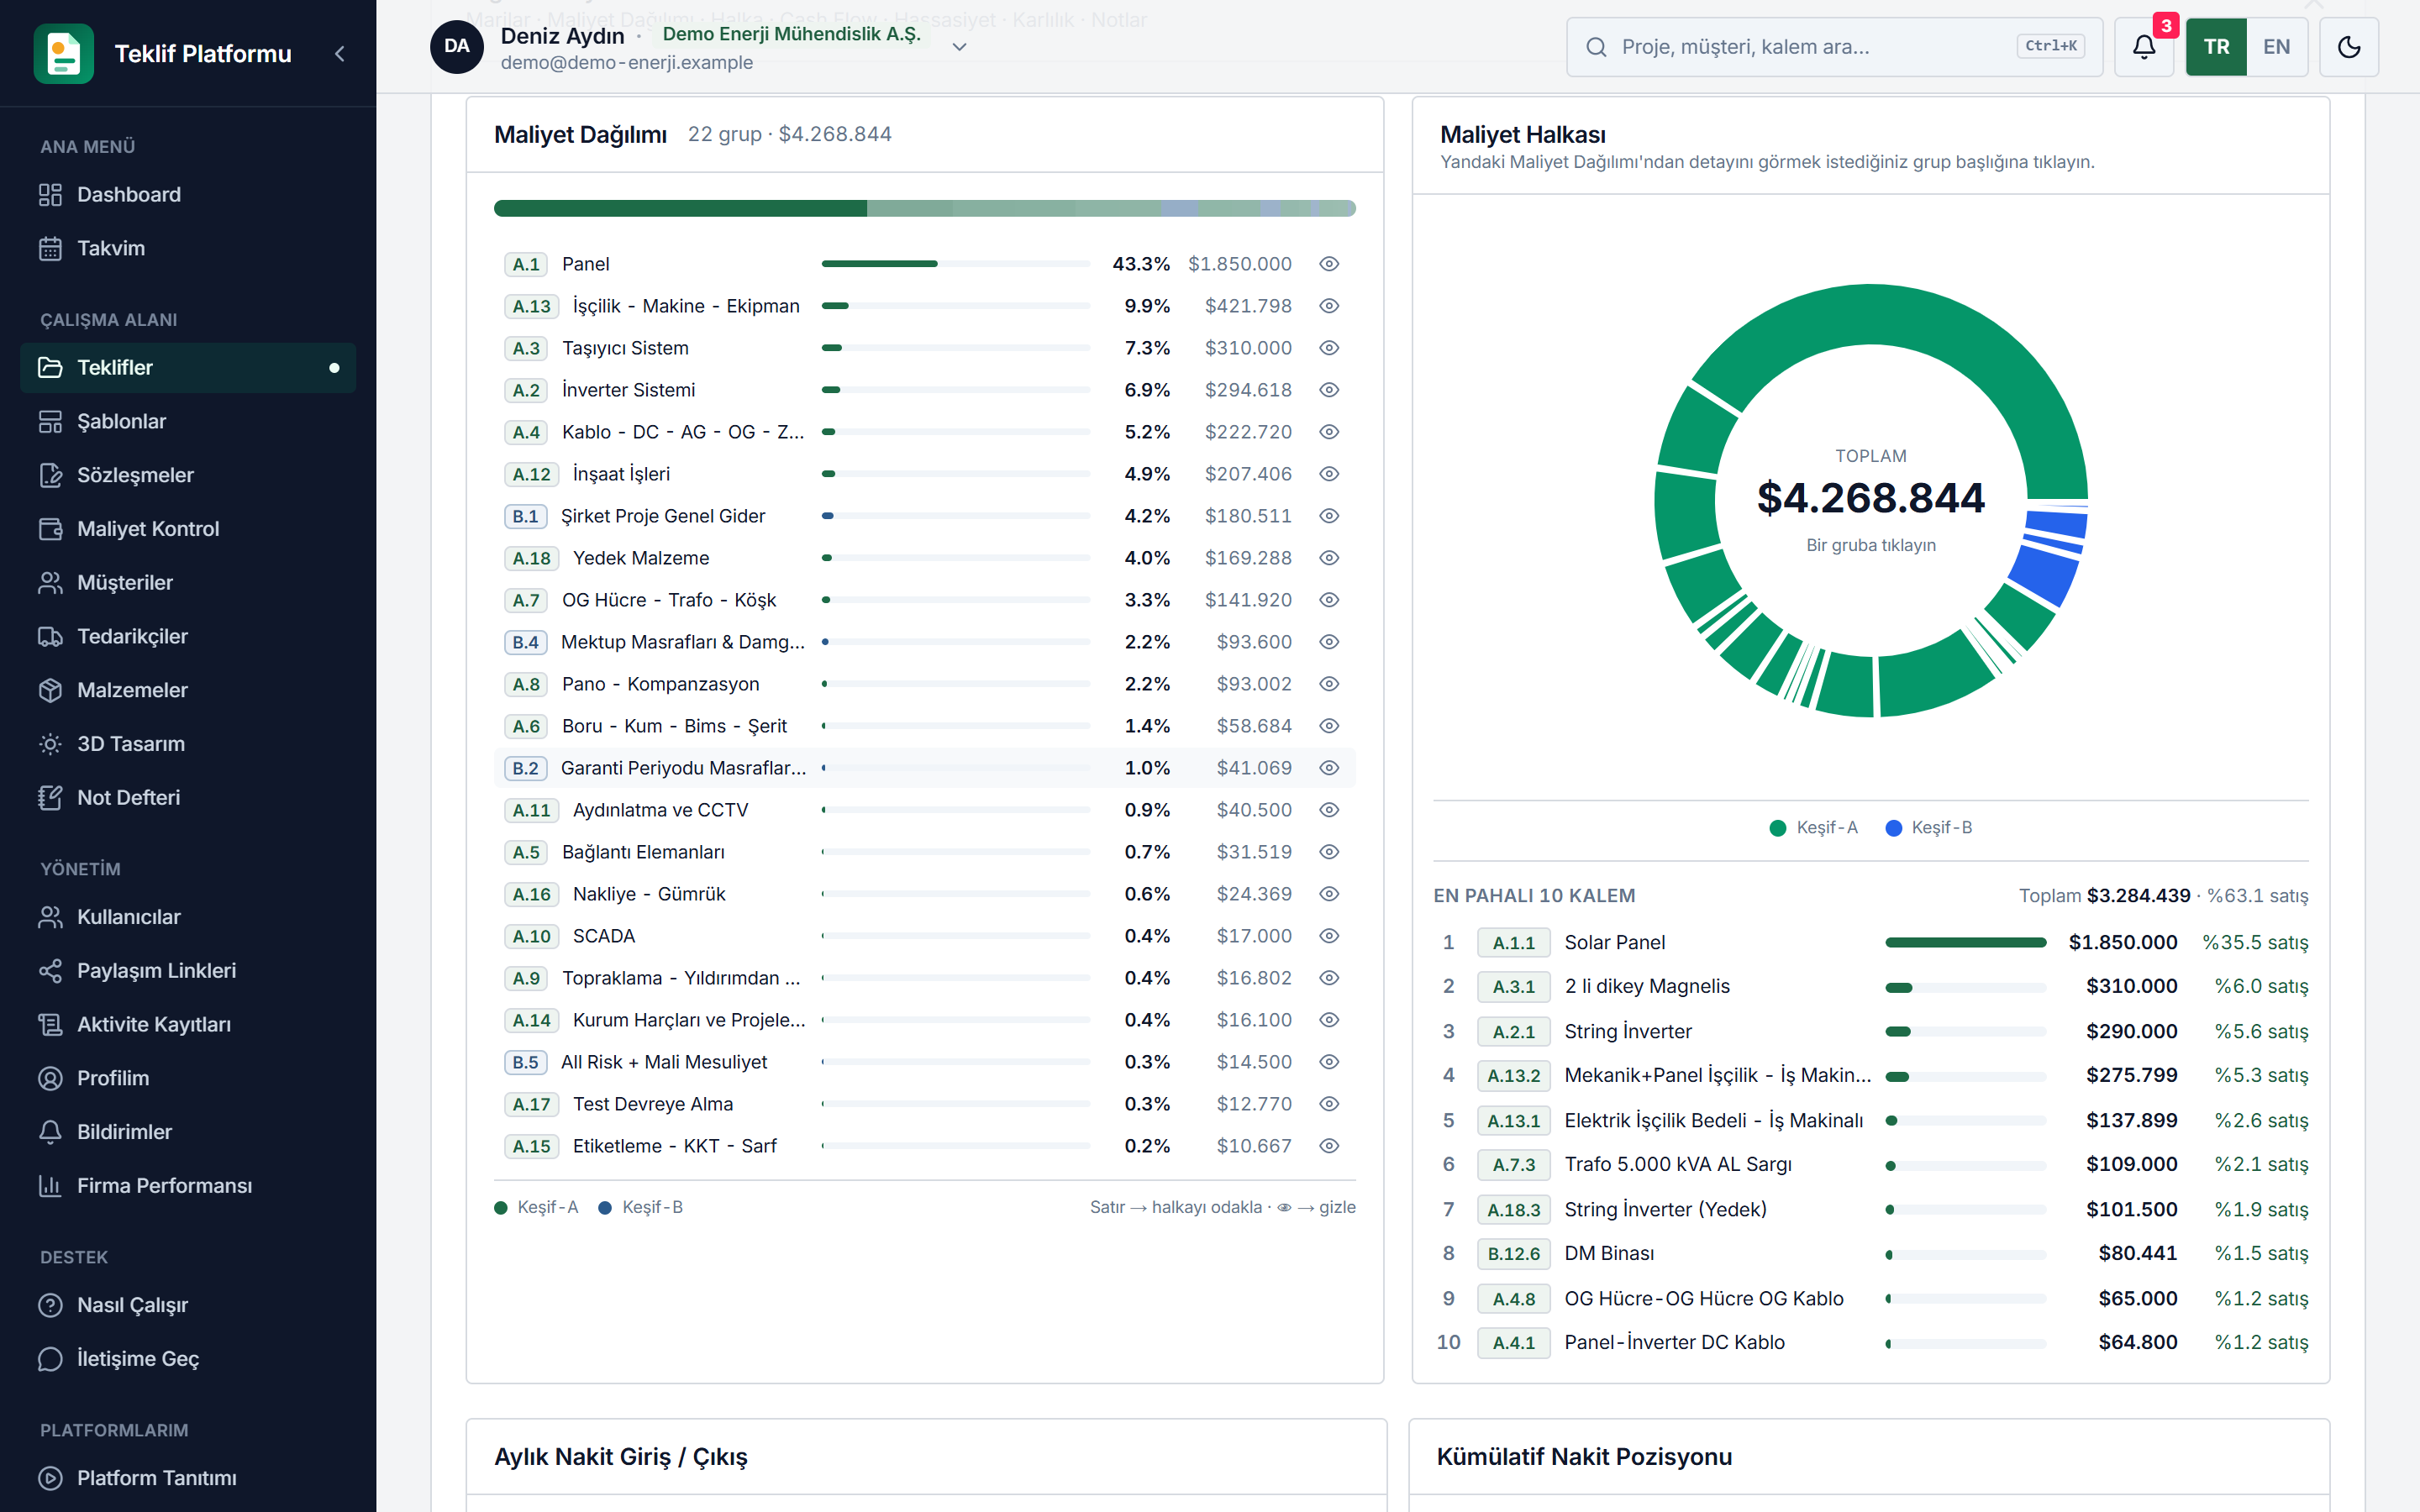 Teklif Platformu
ANA MENÜ
Dashboard
Takvim
ÇALIŞMA ALANI
Teklifler
Şablonlar
Sözleşmeler
Maliyet Kontrol
Müşteriler
Tedarikçiler
Malzemeler
3D Tasarım
Not Defteri
YÖNETİM
Kullanıcılar
Paylaşım Linkleri
Aktivite Kayıtları
Profilim
Bildirimler
Firma Performansı
DESTEK
Nasıl Çalışır
İletişime Geç
PLATFORMLARIM
Platform Tanıtımı
DA
Deniz Aydın · Demo Enerji Mühendislik A.Ş.
demo@demo-enerji.example
Proje, müşteri, kalem ara... Ctrl+K
3
TR EN
Maliyet Dağılımı 22 grup · $4.268.844
A.1 Panel 43.3% $1.850.000
A.13 İşçilik - Makine - Ekipman 9.9% $421.798
A.3 Taşıyıcı Sistem 7.3% $310.000
A.2 İnverter Sistemi 6.9% $294.618
A.4 Kablo - DC - AG - OG - Z... 5.2% $222.720
A.12 İnşaat İşleri 4.9% $207.406
B.1 Şirket Proje Genel Gider 4.2% $180.511
A.18 Yedek Malzeme 4.0% $169.288
A.7 OG Hücre - Trafo - Köşk 3.3% $141.920
B.4 Mektup Masrafları & Damg... 2.2% $93.600
A.8 Pano - Kompanzasyon 2.2% $93.002
A.6 Boru - Kum - Bims - Şerit 1.4% $58.684
B.2 Garanti Periyodu Masraflar... 1.0% $41.069
A.11 Aydınlatma ve CCTV 0.9% $40.500
A.5 Bağlantı Elemanları 0.7% $31.519
A.16 Nakliye - Gümrük 0.6% $24.369
A.10 SCADA 0.4% $17.000
A.9 Topraklama - Yıldırımdan ... 0.4% $16.802
A.14 Kurum Harçları ve Projele... 0.4% $16.100
B.5 All Risk + Mali Mesuliyet 0.3% $14.500
A.17 Test Devreye Alma 0.3% $12.770
A.15 Etiketleme - KKT - Sarf 0.2% $10.667
Keşif-A Keşif-B Satır → halkayı odakla · → gizle
Maliyet Halkası
Yandaki Maliyet Dağılımı'ndan detayını görmek istediğiniz grup başlığına tıklayın.
TOPLAM
$4.268.844
Bir gruba tıklayın
Keşif-A Keşif-B
EN PAHALI 10 KALEM Toplam $3.284.439 · %63.1 satış
1 A.1.1 Solar Panel $1.850.000 %35.5 satış
2 A.3.1 2 li dikey Magnelis $310.000 %6.0 satış
3 A.2.1 String İnverter $290.000 %5.6 satış
4 A.13.2 Mekanik+Panel İşçilik - İş Makin... $275.799 %5.3 satış
5 A.13.1 Elektrik İşçilik Bedeli - İş Makinalı $137.899 %2.6 satış
6 A.7.3 Trafo 5.000 kVA AL Sargı $109.000 %2.1 satış
7 A.18.3 String İnverter (Yedek) $101.500 %1.9 satış
8 B.12.6 DM Binası $80.441 %1.5 satış
9 A.4.8 OG Hücre-OG Hücre OG Kablo $65.000 %1.2 satış
10 A.4.1 Panel-İnverter DC Kablo $64.800 %1.2 satış
Aylık Nakit Giriş / Çıkış
Kümülatif Nakit Pozisyonu